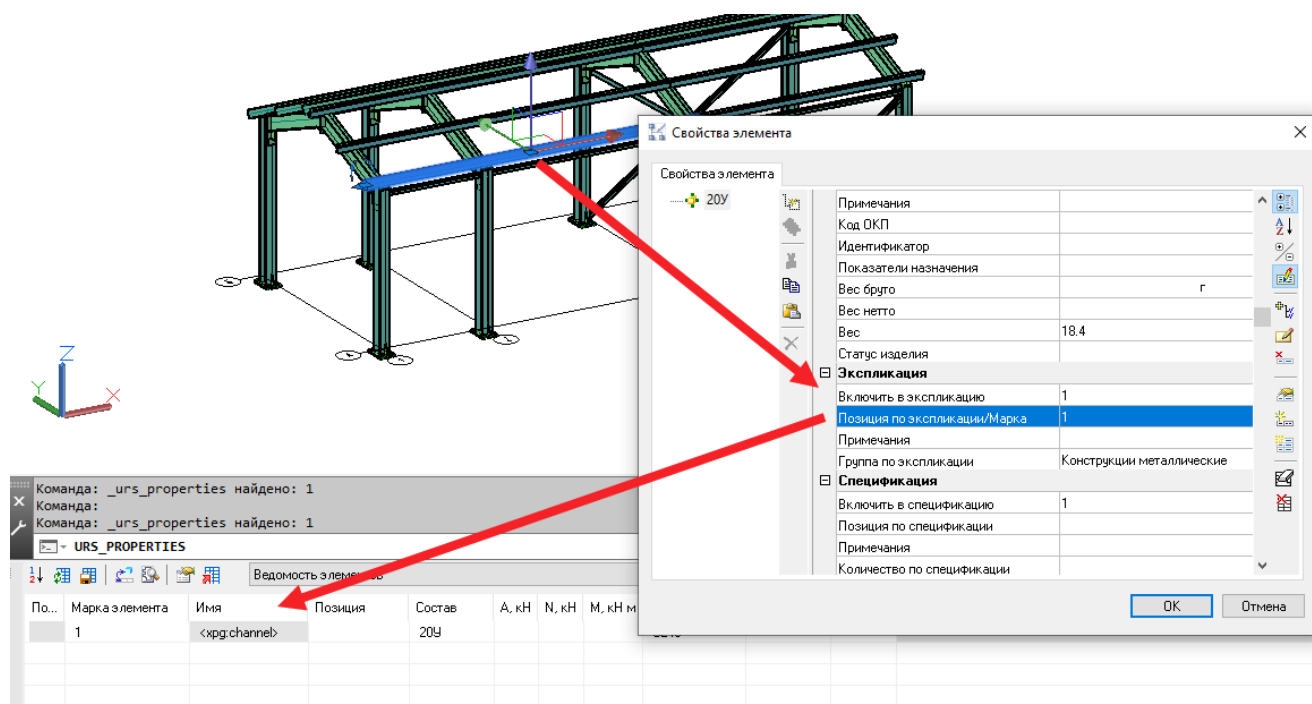 Свойства элемента
Свойства элемента
20У
Примечания
Код ОКП
Идентификатор
Показатели назначения
Вес бруто г
Вес нетто
Вес 18.4
Статус изделия
Экспликация
Включить в экспликацию 1
Позиция по экспликации/Марка 1
Примечания
Группа по экспликации Конструкции металлические
Спецификация
Включить в спецификацию 1
Позиция по спецификации
Примечания
Количество по спецификации
OK Отмена
Z
Y X
Команда: _urs_properties найдено: 1
Команда:
Команда: _urs_properties найдено: 1
URS_PROPERTIES
Ведомость элементов
По... Марка элемента Имя Позиция Состав A, кН N, кН M, кН м
1 <xpg:channel> 20У